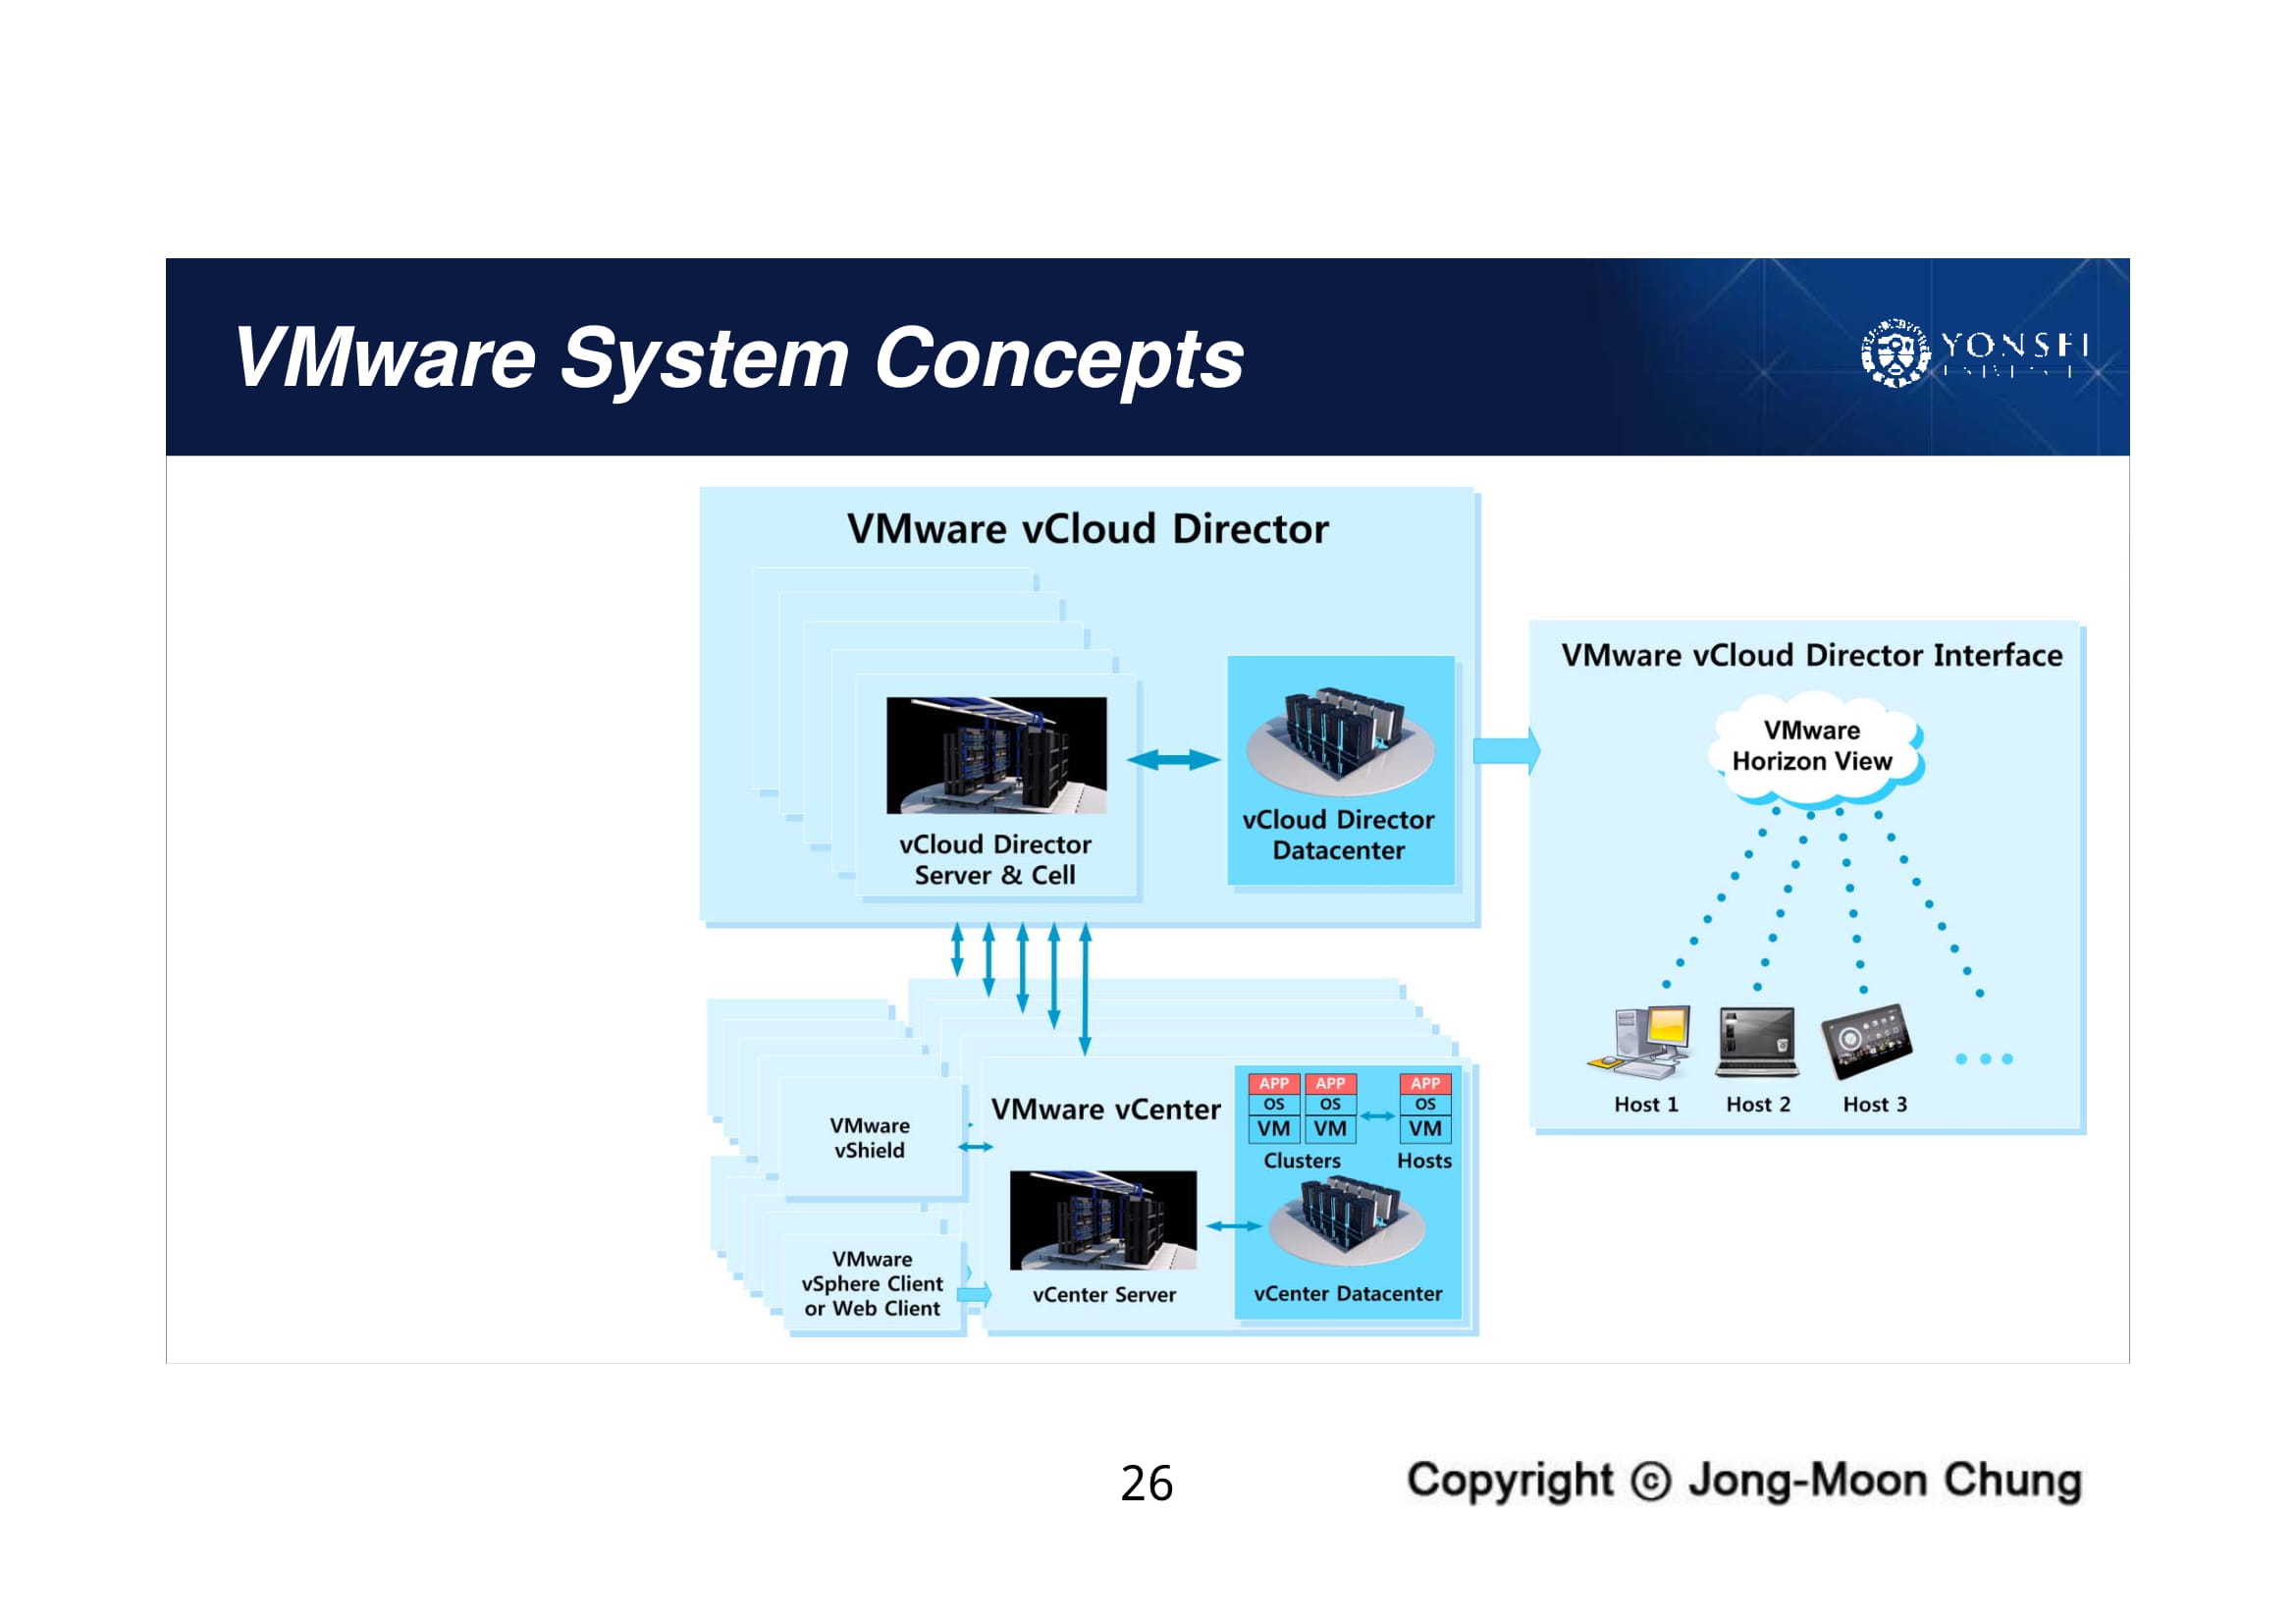 VMware System Concepts
YONSEI
VMware vCloud Director
vCloud Director
Server & Cell
vCloud Director
Datacenter
VMware vCloud Director Interface
VMware
Horizon View
Host 1
Host 2
Host 3
VMware
vShield
VMware
vSphere Client
or Web Client
VMware vCenter
vCenter Server
APP
OS
VM
APP
OS
VM
APP
OS
VM
Clusters
Hosts
vCenter Datacenter
26
Copyright © Jong-Moon Chung